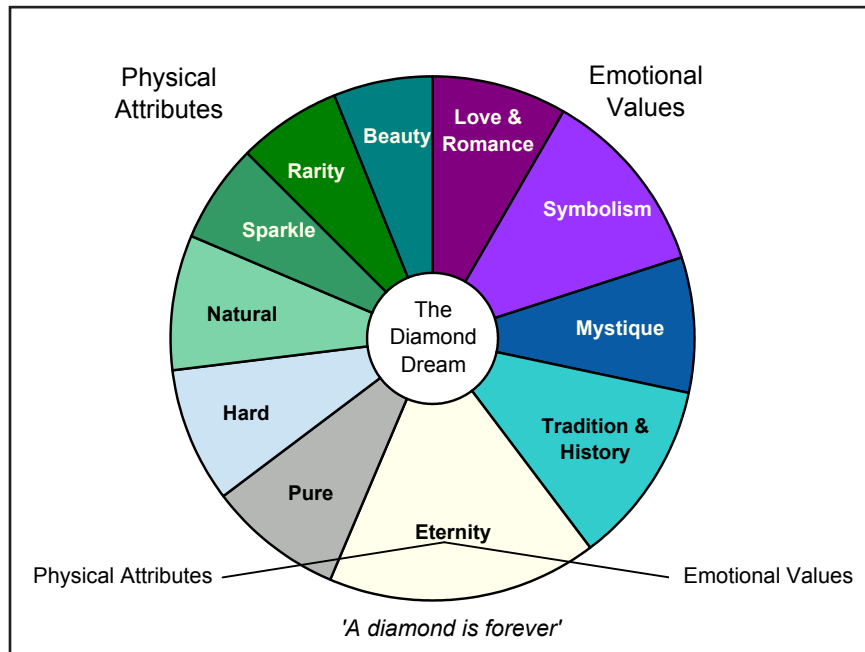 Physical
Attributes
Emotional
Values
Beauty
Love &
Romance
Rarity
Symbolism
Sparkle
Natural
The
Diamond
Dream
Mystique
Hard
Tradition &
History
Pure
Eternity
Physical Attributes
Emotional Values
'A diamond is forever'